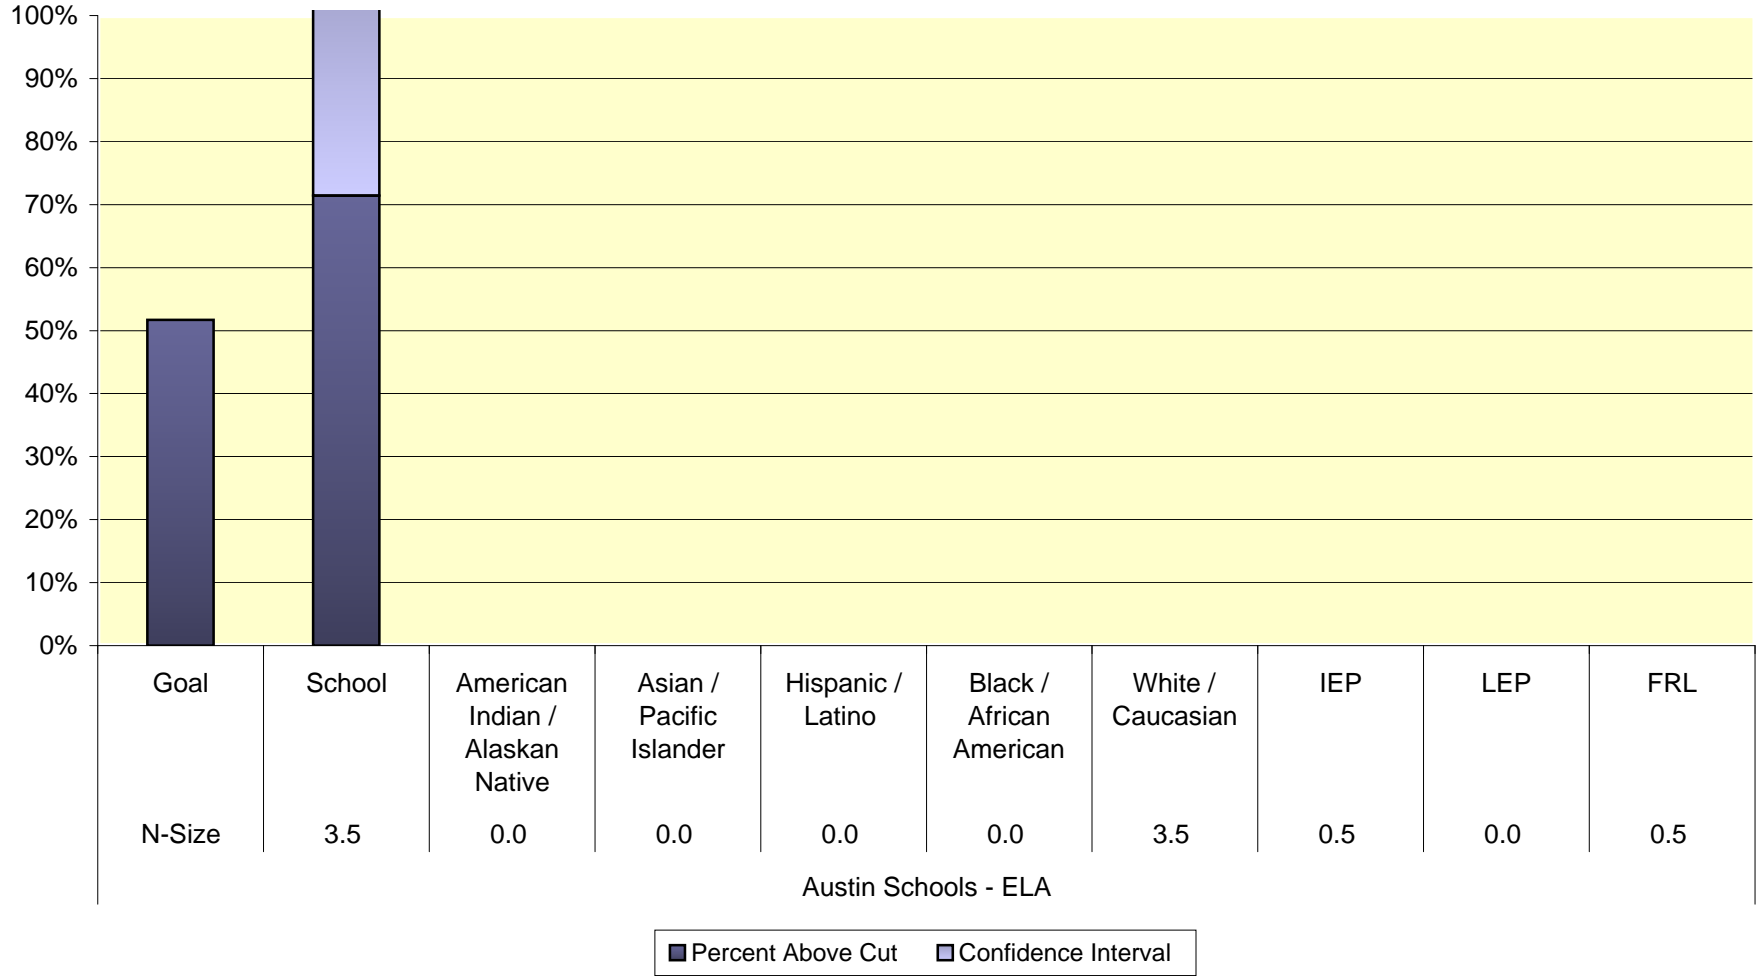 100%
90%
80%
70%
60%
50%
40%
30%
20%
10%
0%
Goal
School
American
Indian /
Alaskan
Native
Asian /
Pacific
Islander
Hispanic /
Latino
Black /
African
American
White /
Caucasian
IEP
LEP
FRL
N-Size 3.5 0.0 0.0 0.0 0.0 3.5 0.5 0.0 0.5
Austin Schools - ELA
Percent Above Cut Confidence Interval